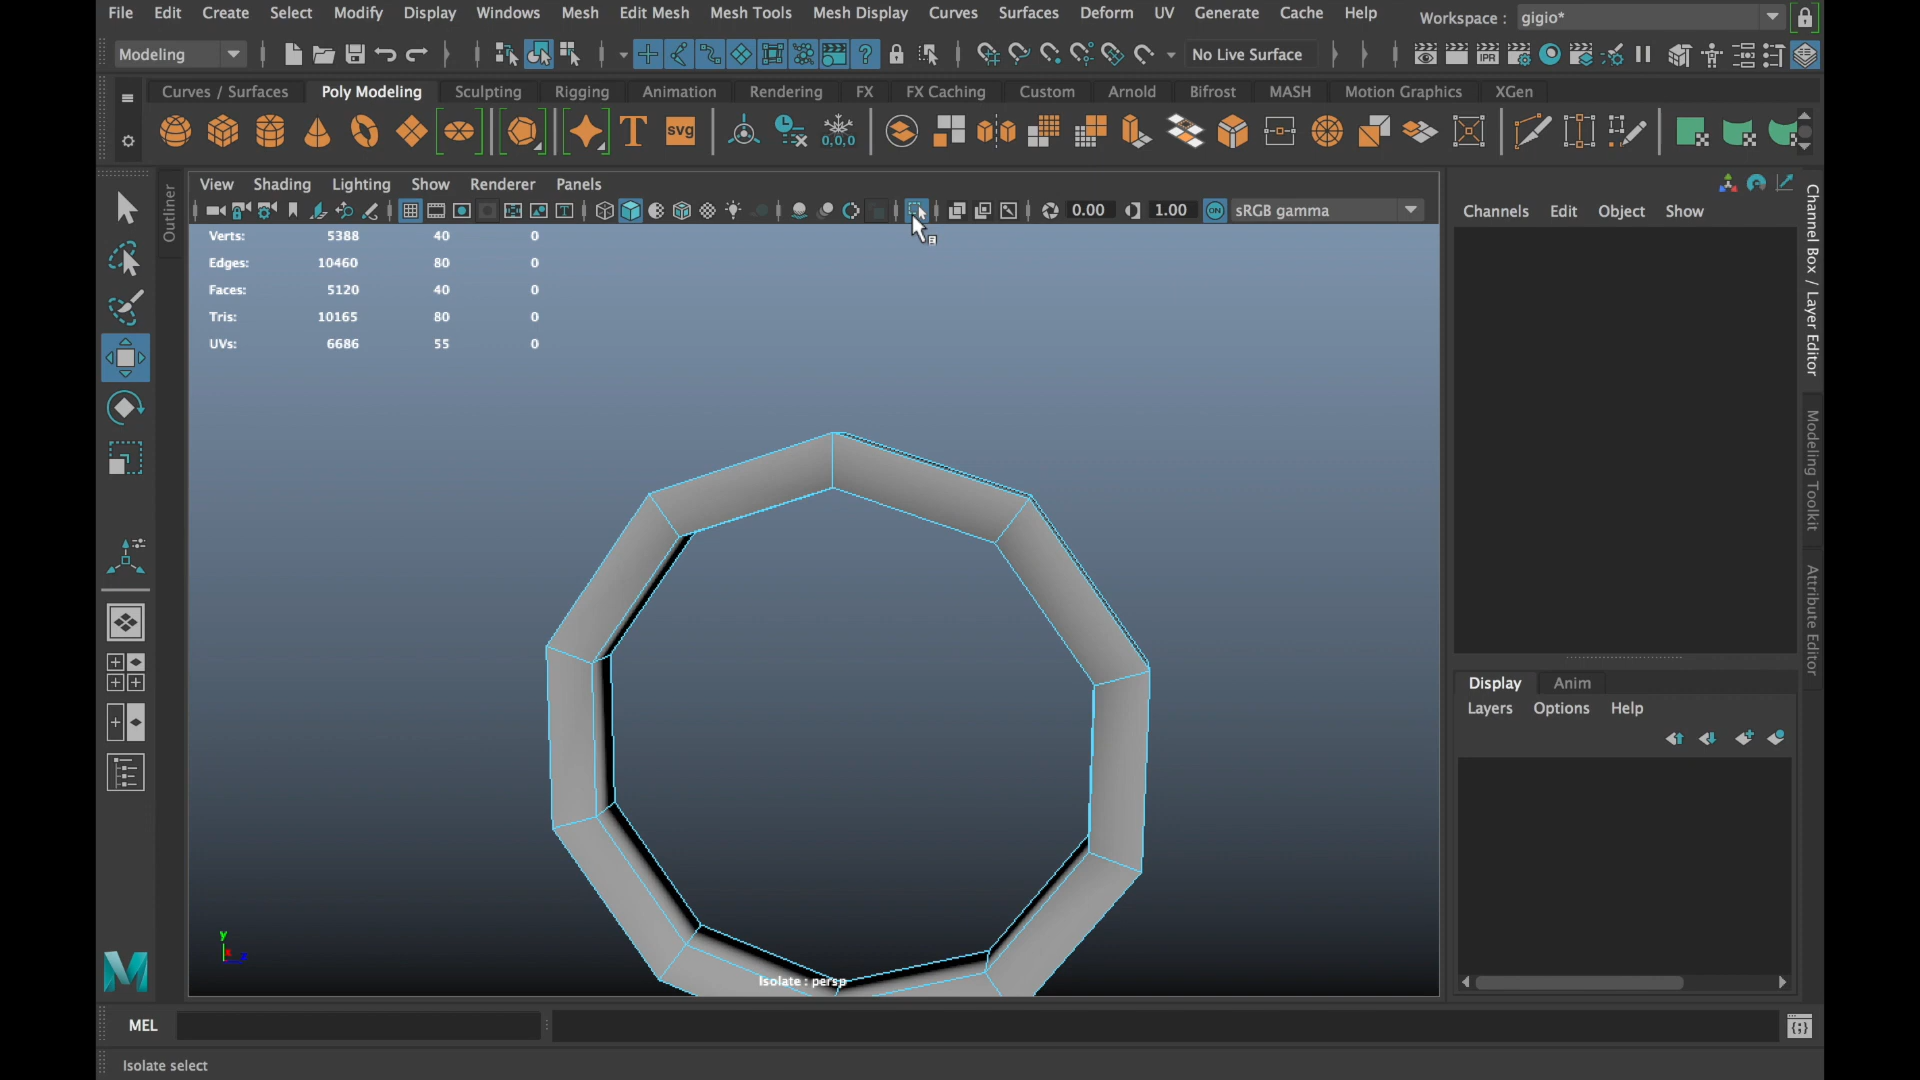 File Edit Create Select Modify Display Windows Mesh Edit Mesh Mesh Tools Mesh Display Curves Surfaces Deform UV Generate Cache Help Workspace : gigio*
Modeling No Live Surface IPR
Curves / Surfaces Poly Modeling Sculpting Rigging Animation Rendering FX FX Caching Custom Arnold Bifrost MASH Motion Graphics XGen
T svg 0,0,0
View Shading Lighting Show Renderer Panels
0.00 1.00 ON sRGB gamma
Channels Edit Object Show
Outliner
Verts: 5388 40 0
Edges: 10460 80 0
Faces: 5120 40 0
Tris: 10165 80 0
UVs: 6686 55 0
Channel Box / Layer Editor
Modeling Toolkit
Attribute Editor
Display Anim
Layers Options Help
y
Isolate : persp
MEL
Isolate select